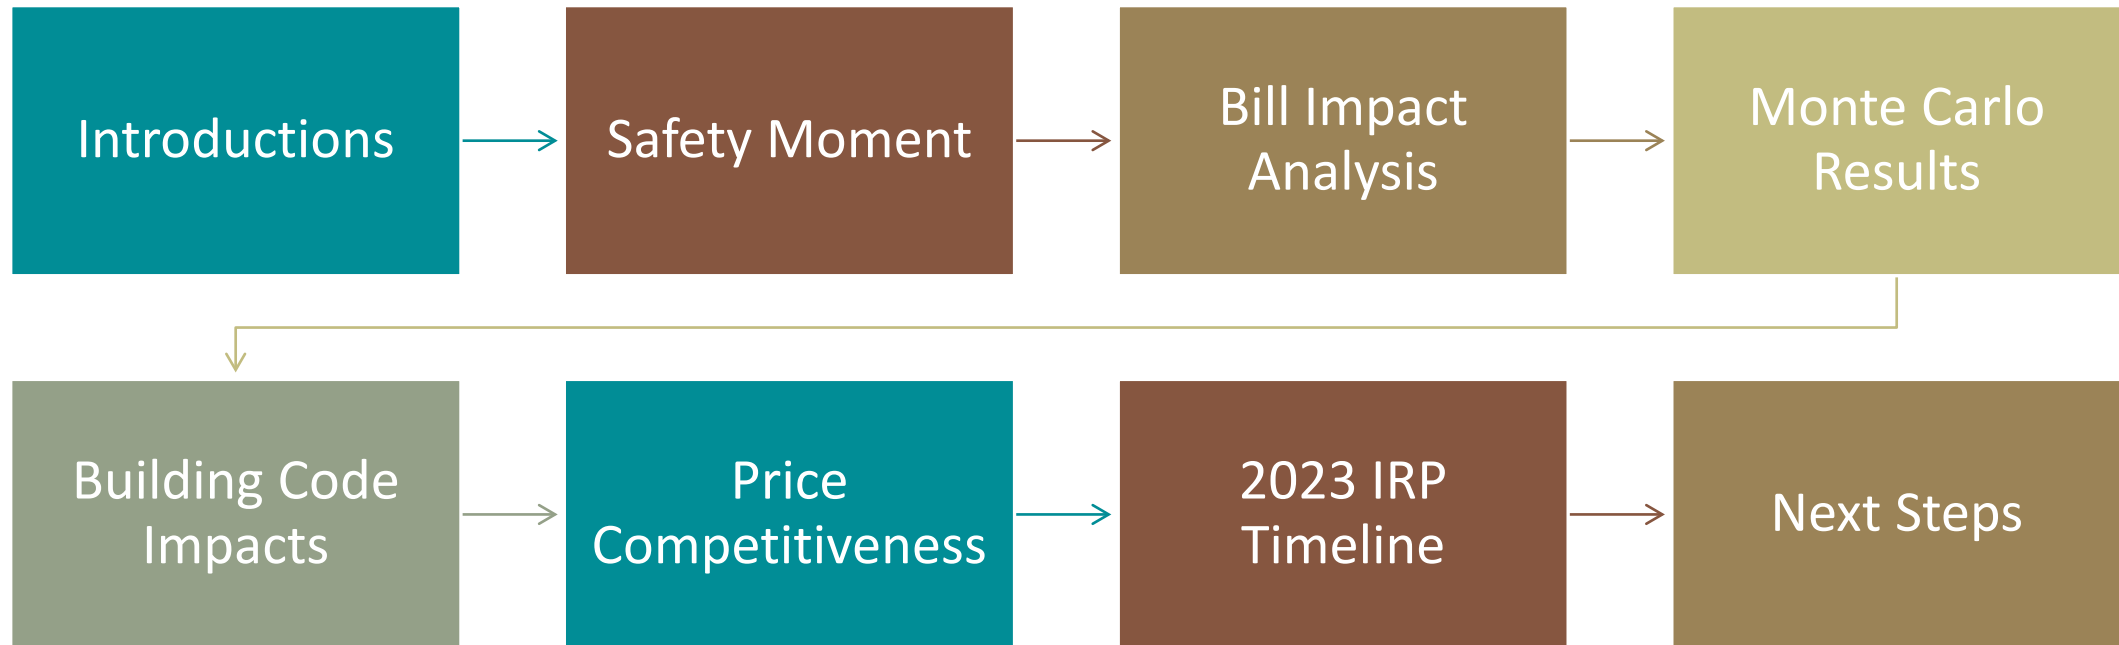 Introductions
Safety Moment
Bill Impact
Analysis
Monte Carlo
Results
Building Code
Impacts
Price
Competitiveness
2023 IRP
Timeline
Next Steps